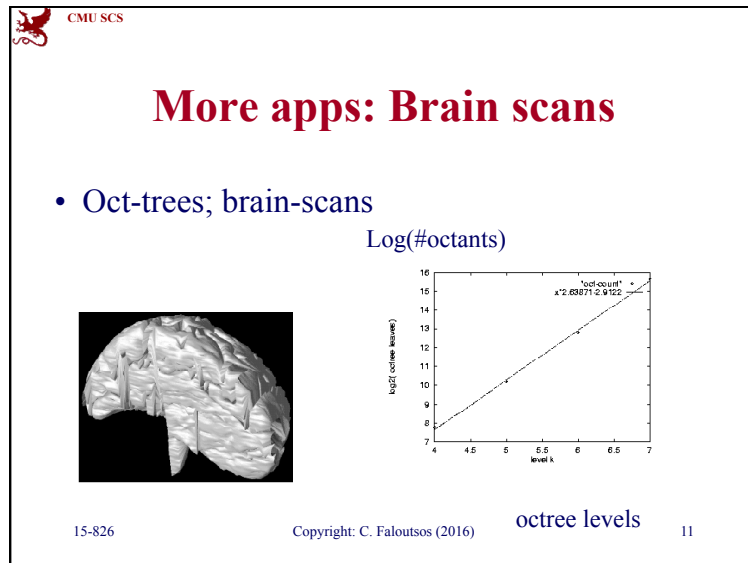 CMU SCS
More apps: Brain scans
• Oct-trees; brain-scans
Log(#octants)
16
15
14
13
12
11
10
9
8
7
"oct-count"
x*2.63871-2.9122
log2( octree leaves)
4 4.5 5 5.5 6 6.5 7
level k
octree levels
15-826 Copyright: C. Faloutsos (2016) 11